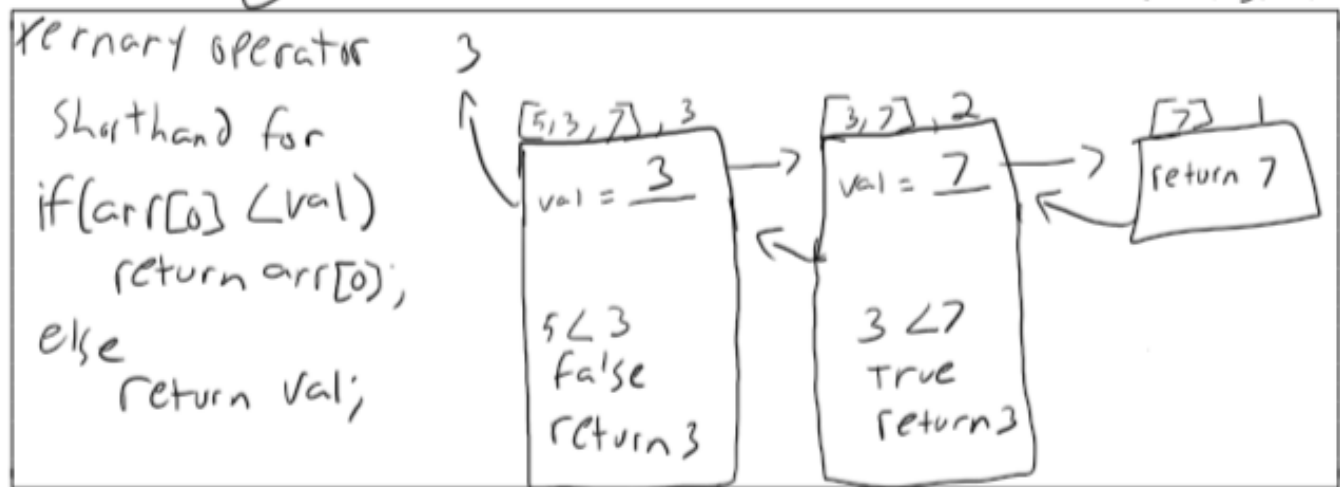 Ternary operator
shorthand for
if(arr[0] < val)
return arr[0];
else
return val;
3
[5,3,7], 3
val = 3
5 < 3
false
return 3
[3,7], 2
val = 7
3 < 7
True
return 3
[7] 1
return 7